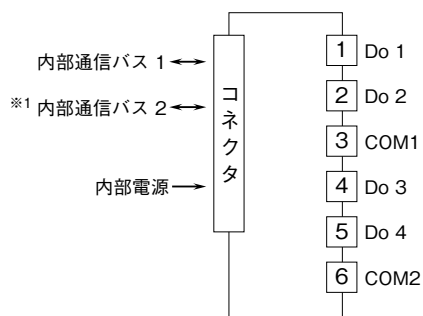 内部通信バス 1
※1 内部通信バス 2
内部電源
コネクタ
1 Do 1
2 Do 2
3 COM1
4 Do 3
5 Do 4
6 COM2